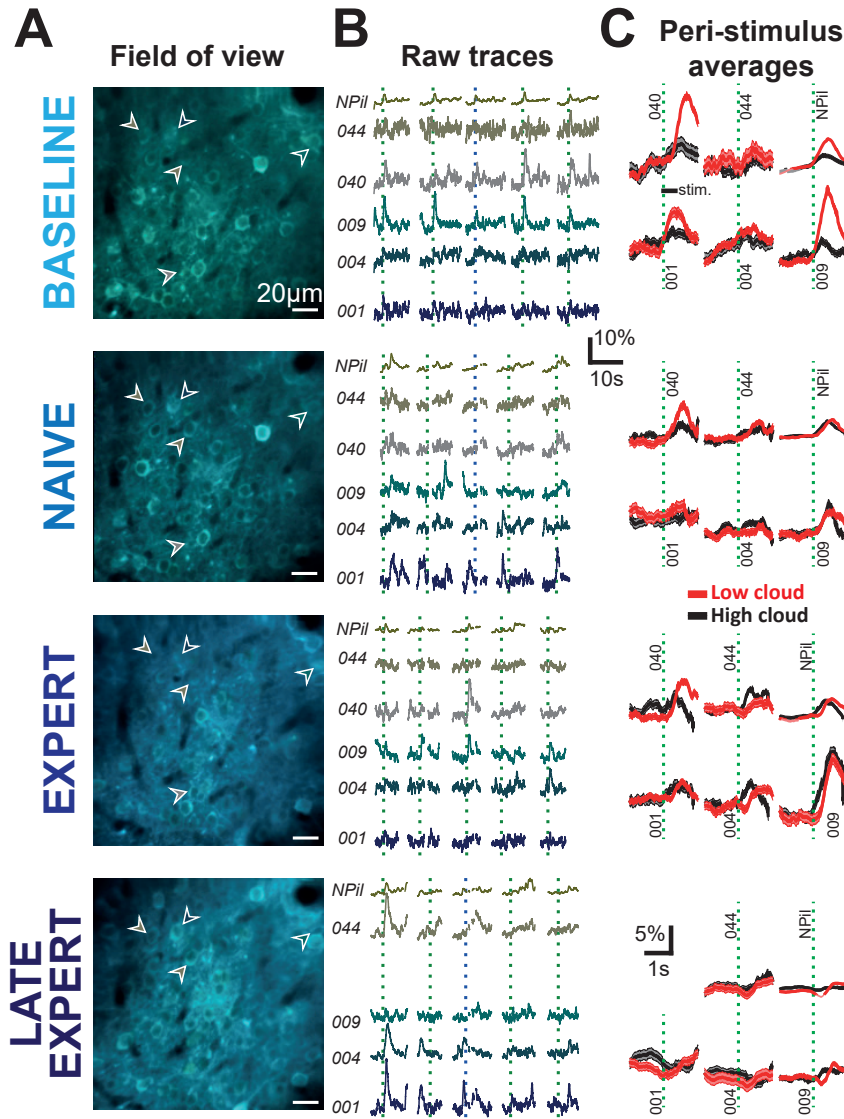 A
B
C
Field of view
Raw traces
Peri-stimulus
averages
BASELINE
20µm
NPil
044
040
009
004
001
040
044
NPil
stim.
001
004
009
10%
10s
NAIVE
NPil
044
040
009
004
001
040
044
NPil
001
004
009
Low cloud
High cloud
EXPERT
NPil
044
040
009
004
001
040
044
NPil
001
004
009
LATE
EXPERT
NPil
044
009
004
001
5%
1s
044
NPil
001
004
009